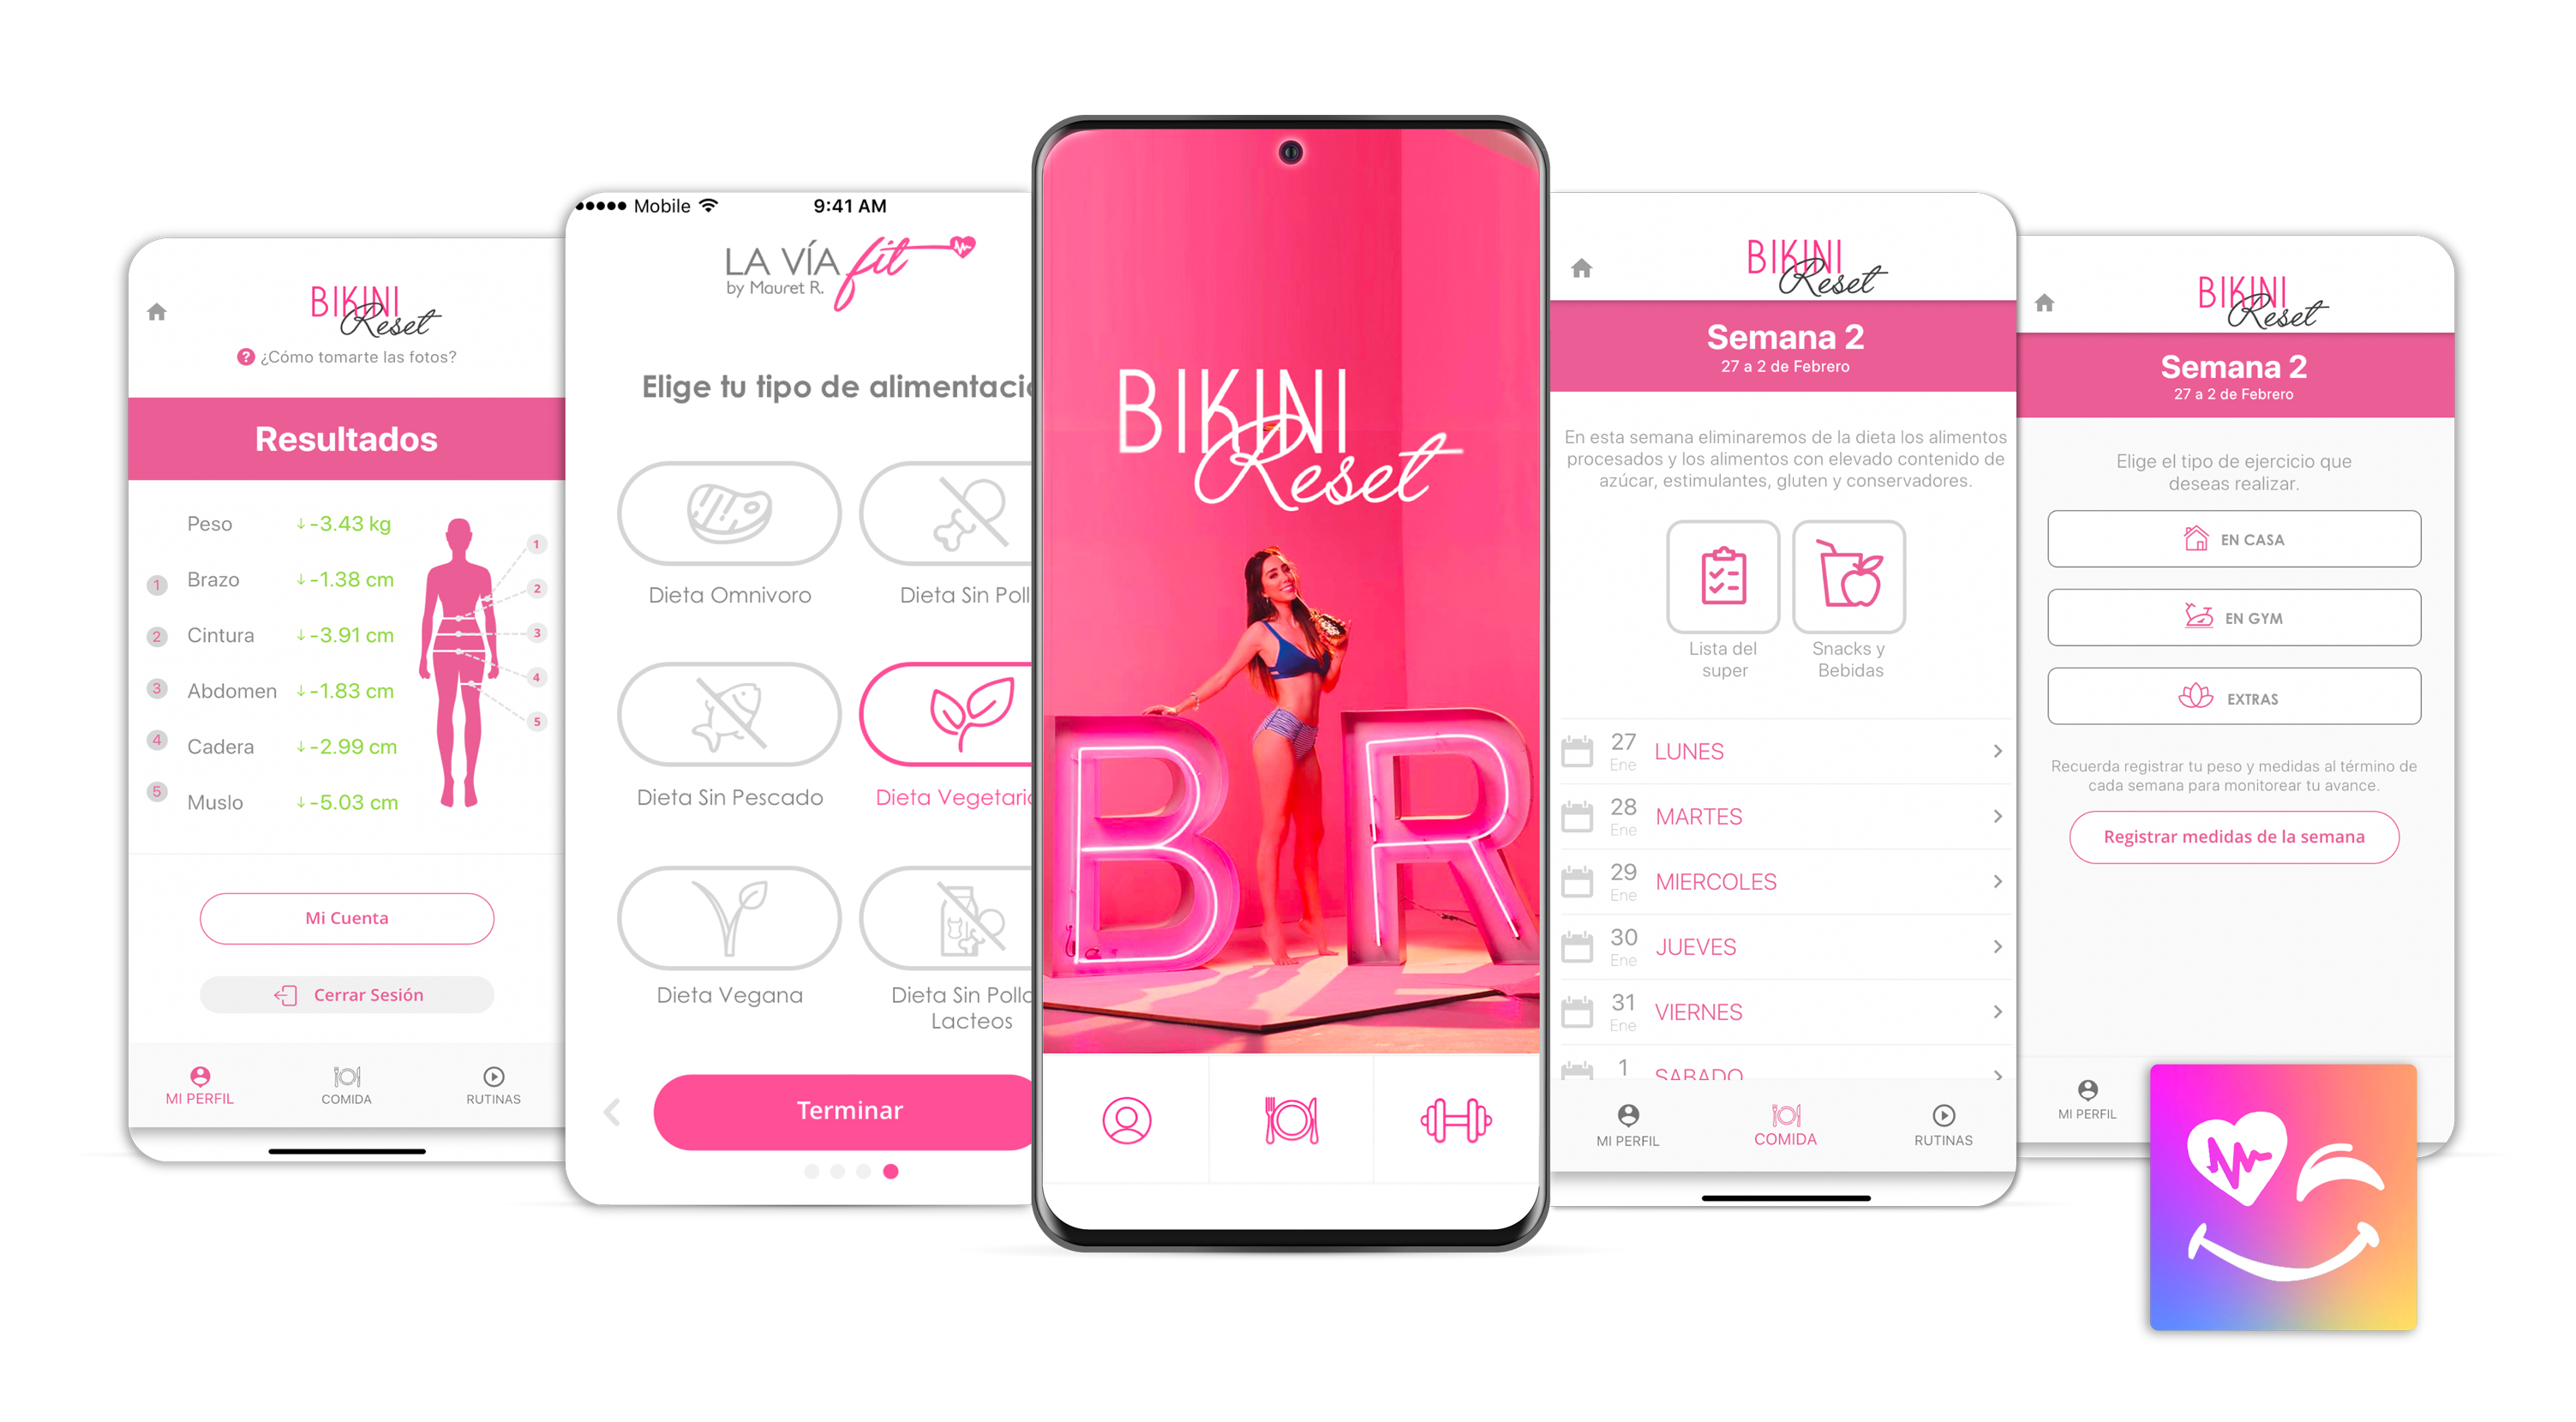 BIKINI
Reset
¿Cómo tomarte las fotos?
Resultados
Peso -3.43 kg
1 Brazo -1.38 cm
2 Cintura -3.91 cm
3 Abdomen -1.83 cm
4 Cadera -2.99 cm
5 Muslo -5.03 cm
1
2
3
4
5
Mi Cuenta
Cerrar Sesión
MI PERFIL COMIDA RUTINAS
Mobile 9:41 AM
LA VÍA fit
by Mauret R.
Elige tu tipo de alimentació
Dieta Omnivoro Dieta Sin Poll
Dieta Sin Pescado Dieta Vegetaria
Dieta Vegana Dieta Sin Pollo
Lacteos
Terminar
BIKINI
Reset
B R
BIKINI
Reset
Semana 2
27 a 2 de Febrero
En esta semana eliminaremos de la dieta los alimentos
procesados y los alimentos con elevado contenido de
azúcar, estimulantes, gluten y conservadores.
Lista del
super
Snacks y
Bebidas
27 Ene LUNES
28 Ene MARTES
29 Ene MIERCOLES
30 Ene JUEVES
31 Ene VIERNES
1 SABADO
MI PERFIL COMIDA RUTINAS
BIKINI
Reset
Semana 2
27 a 2 de Febrero
Elige el tipo de ejercicio que
deseas realizar.
EN CASA
EN GYM
EXTRAS
Recuerda registrar tu peso y medidas al término de
cada semana para monitorear tu avance.
Registrar medidas de la semana
MI PERFIL